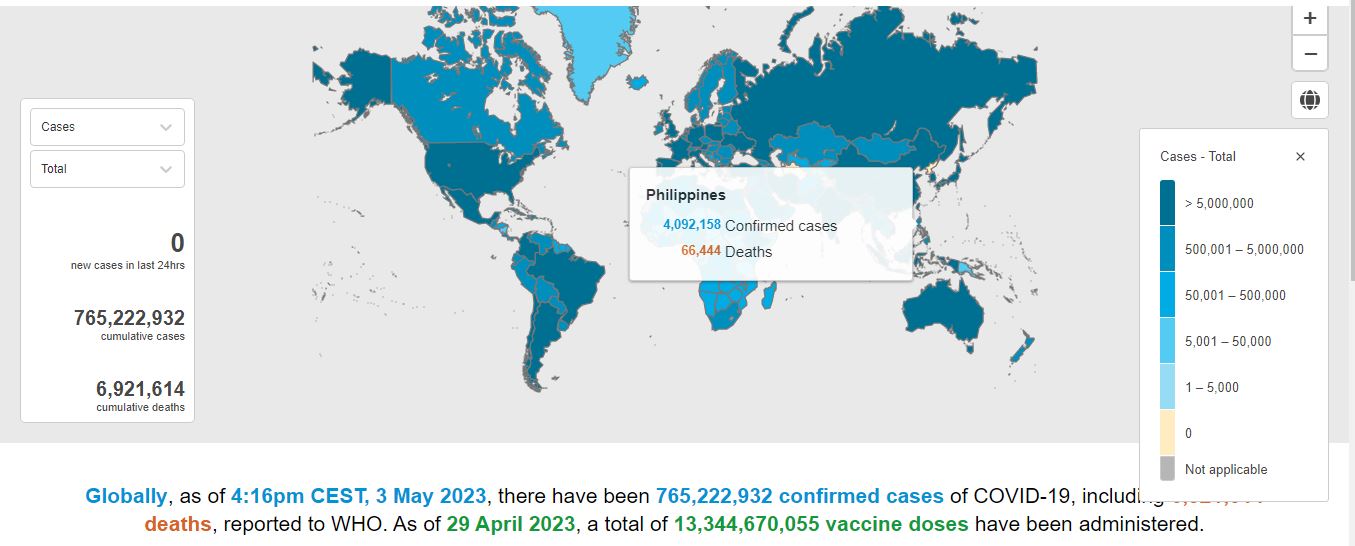 +
−
Cases
Total
0
new cases in last 24hrs
765,222,932
cumulative cases
6,921,614
cumulative deaths
Philippines
4,092,158 Confirmed cases
66,444 Deaths
Cases - Total ×
> 5,000,000
500,001 – 5,000,000
50,001 – 500,000
5,001 – 50,000
1 – 5,000
0
Not applicable
Globally, as of 4:16pm CEST, 3 May 2023, there have been 765,222,932 confirmed cases of COVID-19, including
deaths, reported to WHO. As of 29 April 2023, a total of 13,344,670,055 vaccine doses have been administered.